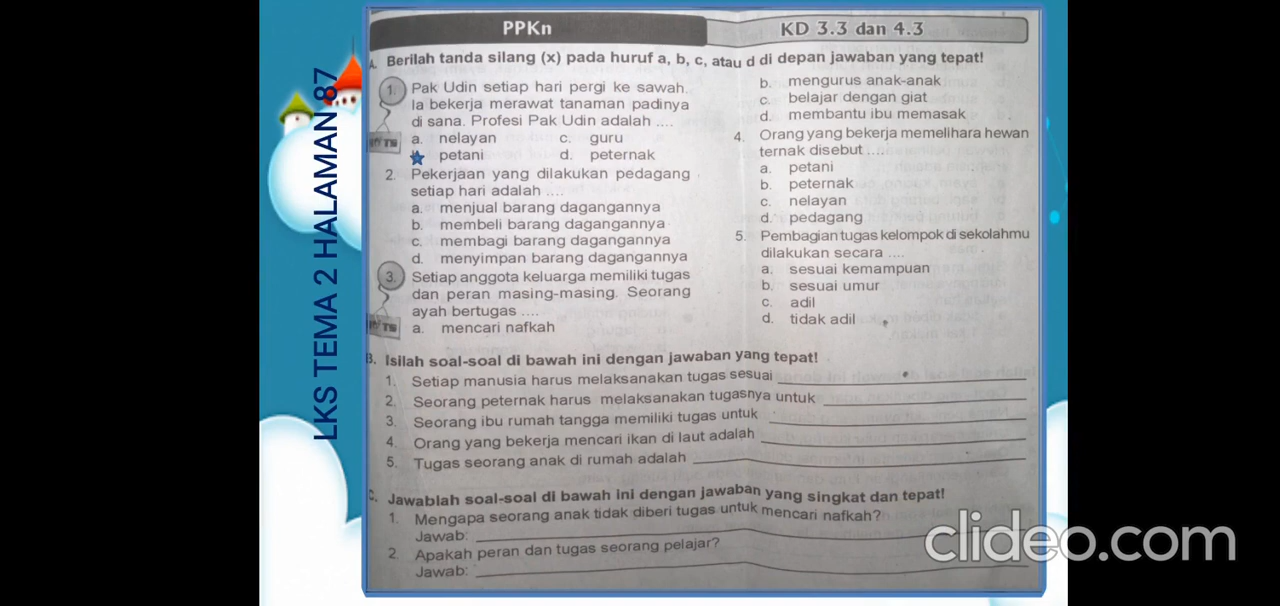 LKS TEMA 2 HALAMAN 87
PPKn
KD 3.3 dan 4.3
A. Berilah tanda silang (x) pada huruf a, b, c, atau d di depan jawaban yang tepat!
1. Pak Udin setiap hari pergi ke sawah.
Ia bekerja merawat tanaman padinya
di sana. Profesi Pak Udin adalah ....
a. nelayan c. guru
petani d. peternak
2. Pekerjaan yang dilakukan pedagang
setiap hari adalah ....
a. menjual barang dagangannya
b. membeli barang dagangannya
c. membagi barang dagangannya
d. menyimpan barang dagangannya
3. Setiap anggota keluarga memiliki tugas
dan peran masing-masing. Seorang
ayah bertugas ....
a. mencari nafkah
b. mengurus anak-anak
c. belajar dengan giat
d. membantu ibu memasak
4. Orang yang bekerja memelihara hewan
ternak disebut ....
a. petani
b. peternak
c. nelayan
d. pedagang
5. Pembagian tugas kelompok di sekolahmu
dilakukan secara ....
a. sesuai kemampuan
b. sesuai umur
c. adil
d. tidak adil
B. Isilah soal-soal di bawah ini dengan jawaban yang tepat!
1. Setiap manusia harus melaksanakan tugas sesuai
2. Seorang peternak harus melaksanakan tugasnya untuk
3. Seorang ibu rumah tangga memiliki tugas untuk
4. Orang yang bekerja mencari ikan di laut adalah
5. Tugas seorang anak di rumah adalah
C. Jawablah soal-soal di bawah ini dengan jawaban yang singkat dan tepat!
1. Mengapa seorang anak tidak diberi tugas untuk mencari nafkah?
Jawab:
2. Apakah peran dan tugas seorang pelajar?
Jawab:
clideo.com